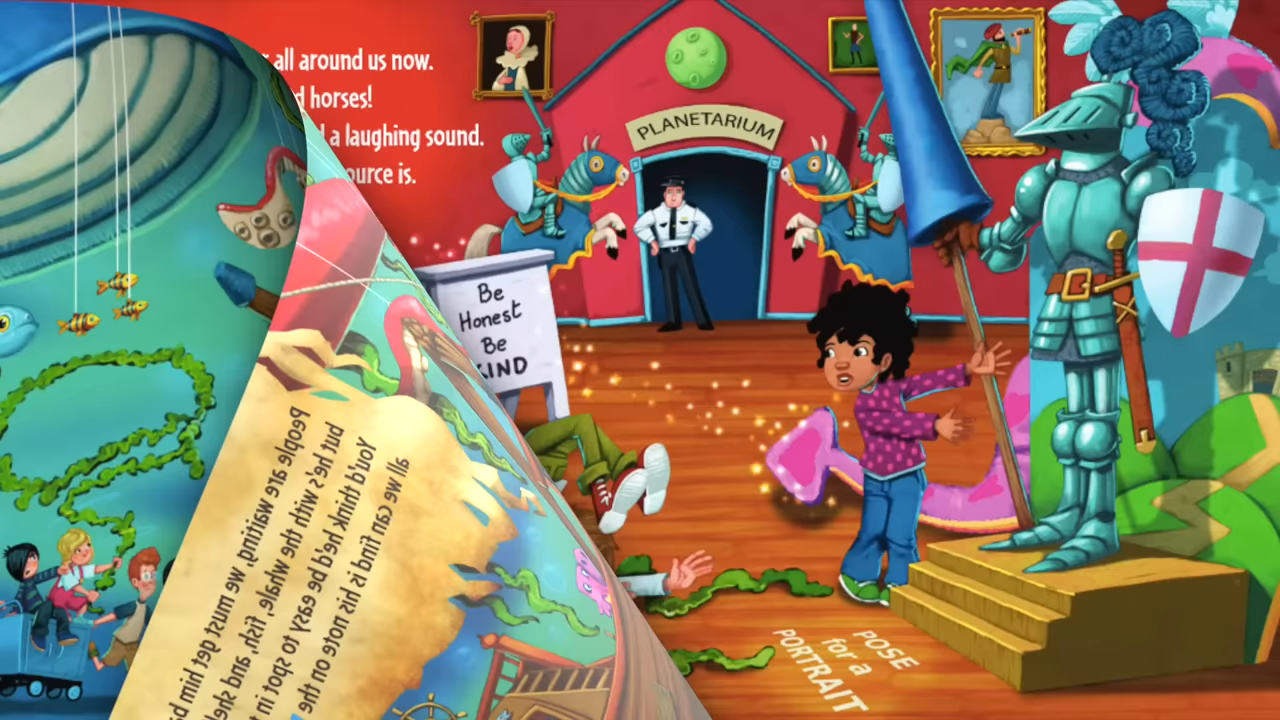 all around us now.
horses!
a laughing sound.
ource is.
PLANETARIUM
Be
Honest
Be
KIND
POSE
for a
PORTRAIT
all we can find is his note on the
You'd think he'd be easy to spot in
but he's with the whale, fish, and she
People are waiting, we must get him b